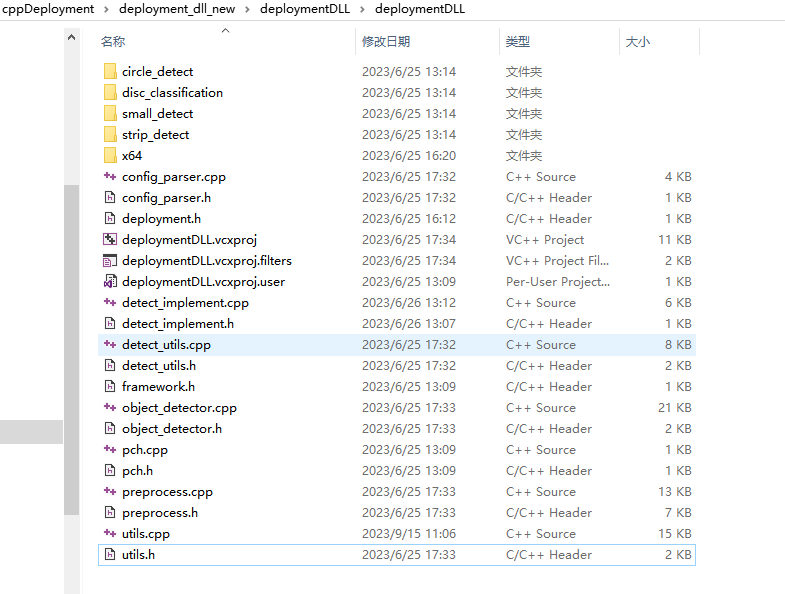 cppDeployment › deployment_dll_new › deploymentDLL › deploymentDLL
名称 修改日期 类型 大小
circle_detect 2023/6/25 13:14 文件夹
disc_classification 2023/6/25 13:14 文件夹
small_detect 2023/6/25 13:14 文件夹
strip_detect 2023/6/25 13:14 文件夹
x64 2023/6/25 16:20 文件夹
config_parser.cpp 2023/6/25 17:32 C++ Source 4 KB
config_parser.h 2023/6/25 17:32 C/C++ Header 1 KB
deployment.h 2023/6/25 16:12 C/C++ Header 1 KB
deploymentDLL.vcxproj 2023/6/25 17:34 VC++ Project 11 KB
deploymentDLL.vcxproj.filters 2023/6/25 17:34 VC++ Project Fil... 2 KB
deploymentDLL.vcxproj.user 2023/6/25 13:09 Per-User Project... 1 KB
detect_implement.cpp 2023/6/26 13:12 C++ Source 6 KB
detect_implement.h 2023/6/26 13:07 C/C++ Header 1 KB
detect_utils.cpp 2023/6/25 17:32 C++ Source 8 KB
detect_utils.h 2023/6/25 17:32 C/C++ Header 2 KB
framework.h 2023/6/25 13:09 C/C++ Header 1 KB
object_detector.cpp 2023/6/25 17:33 C++ Source 21 KB
object_detector.h 2023/6/25 17:33 C/C++ Header 2 KB
pch.cpp 2023/6/25 13:09 C++ Source 1 KB
pch.h 2023/6/25 13:09 C/C++ Header 1 KB
preprocess.cpp 2023/6/25 17:33 C++ Source 13 KB
preprocess.h 2023/6/25 17:33 C/C++ Header 7 KB
utils.cpp 2023/9/15 11:06 C++ Source 15 KB
utils.h 2023/6/25 17:33 C/C++ Header 2 KB